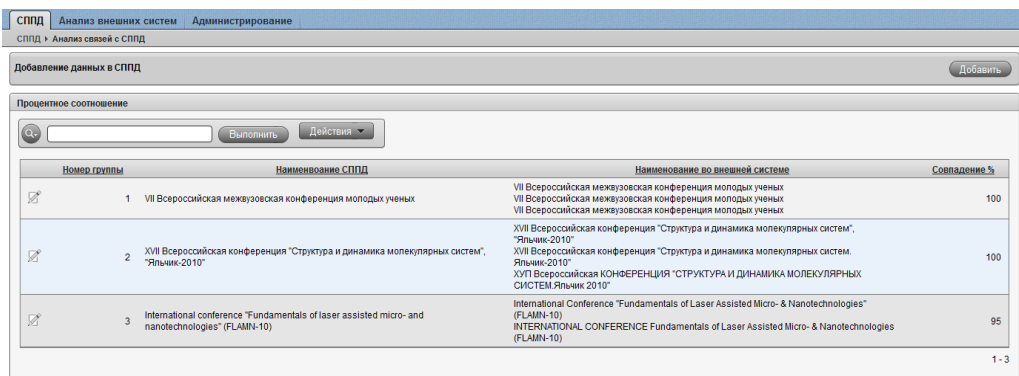 СППД Анализ внешних систем Администрирование
СППД Анализ связей с СППД
Добавление данных в СППД Добавить
Процентное соотношение
Выполнить Действия
Номер группы Наименвоание СППД Наименование во внешней системе Совпадение %
1 VII Всероссийская межвузовская конференция молодых ученых
VII Всероссийская межвузовская конференция молодых ученых
VII Всероссийская межвузовская конференция молодых ученых
VII Всероссийская межвузовская конференция молодых ученых
100
2 XVII Всероссийская конференция "Структура и динамика молекулярных систем",
"Яльчик-2010"
XVII Всероссийская конференция "Структура и динамика молекулярных систем",
"Яльчик-2010"
XVII Всероссийская конференция "Структура и динамика молекулярных систем.
Яльчик-2010"
ХУП Всероссийская КОНФЕРЕНЦИЯ "СТРУКТУРА И ДИНАМИКА МОЛЕКУЛЯРНЫХ
СИСТЕМ.Яльчик 2010"
100
3 International conference "Fundamentals of laser assisted micro- and
nanotechnologies" (FLAMN-10)
International Conference "Fundamentals of Laser Assisted Micro- & Nanotechnologies"
(FLAMN-10)
INTERNATIONAL CONFERENCE Fundamentals of Laser Assisted Micro- & Nanotechnologies
(FLAMN-10)
95
1 - 3